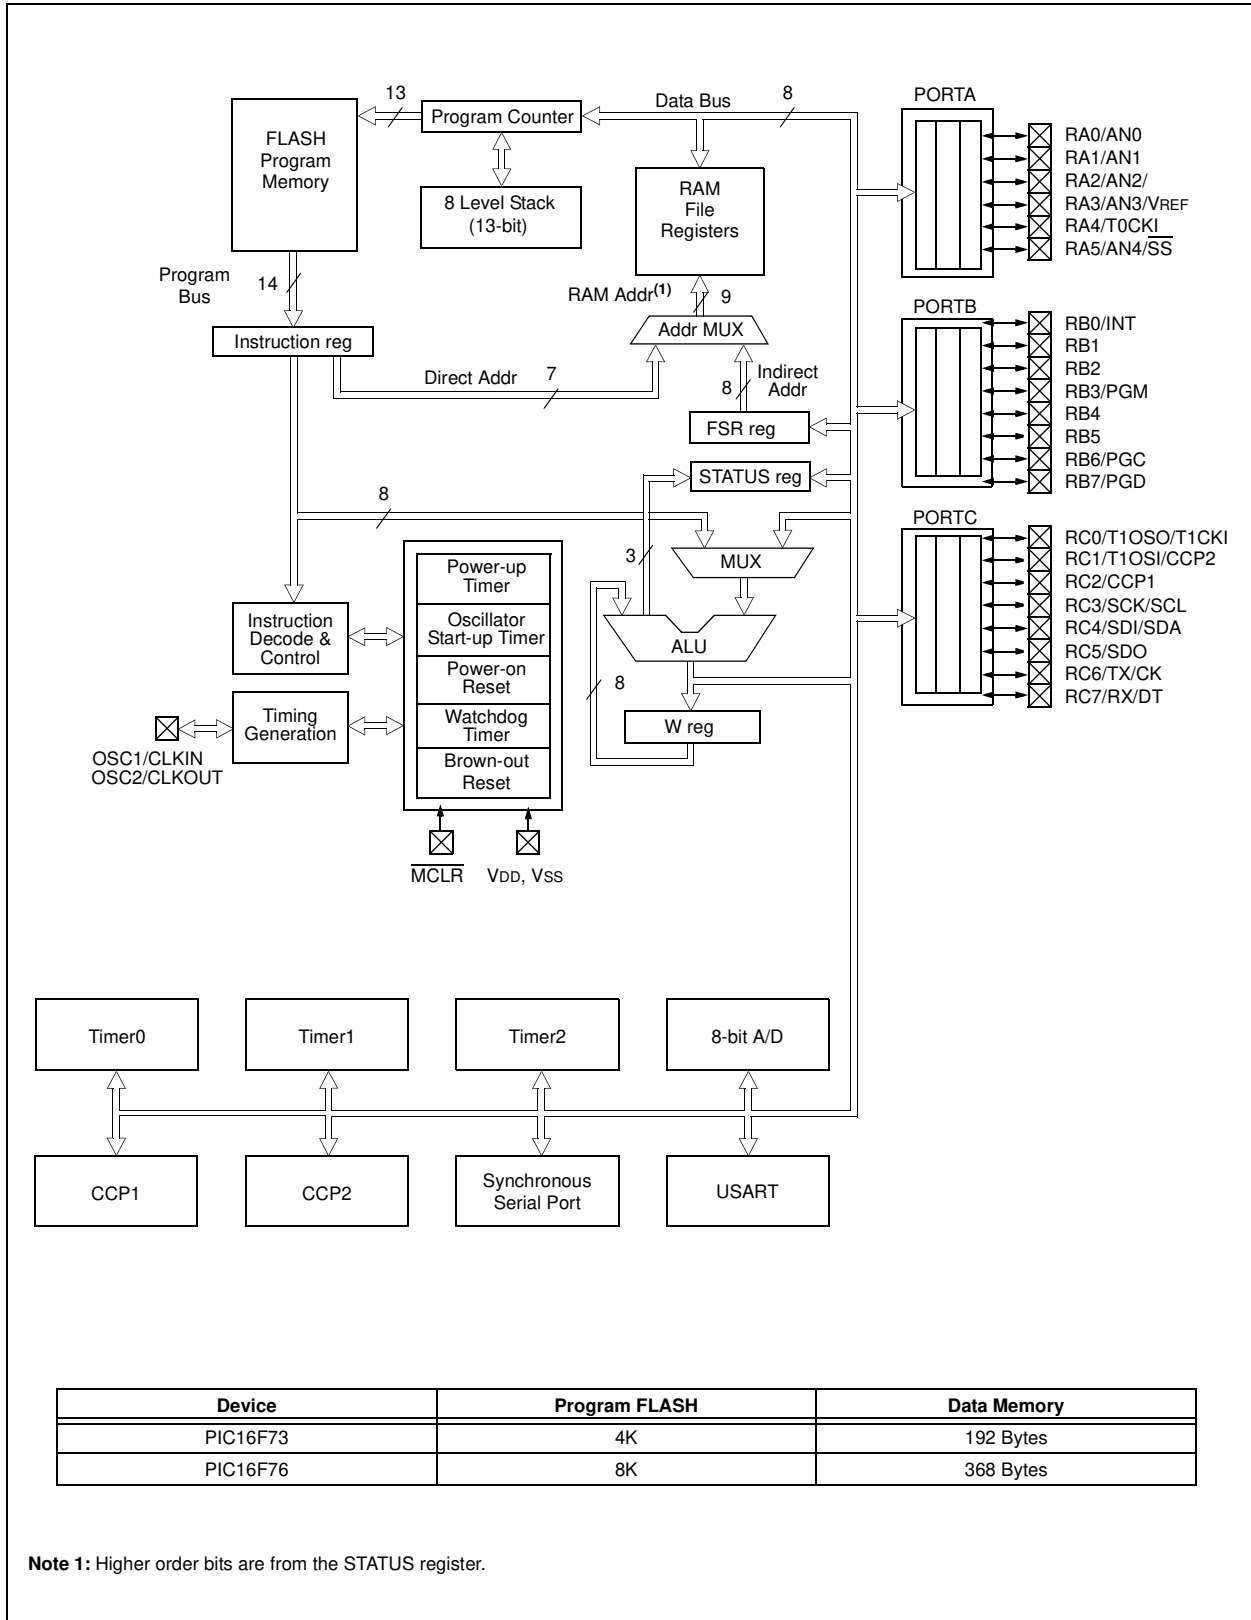 13
Data Bus
8
PORTA
FLASH
Program
Memory
Program Counter
8 Level Stack
(13-bit)
RAM
File
Registers
RA0/AN0
RA1/AN1
RA2/AN2/
RA3/AN3/VREF
RA4/T0CKI
RA5/AN4/SS
Program
Bus
14
RAM Addr(1)
9
PORTB
Instruction reg
Addr MUX
Direct Addr
7
8
Indirect
Addr
FSR reg
STATUS reg
RB0/INT
RB1
RB2
RB3/PGM
RB4
RB5
RB6/PGC
RB7/PGD
8
PORTC
3
MUX
ALU
8
W reg
RC0/T1OSO/T1CKI
RC1/T1OSI/CCP2
RC2/CCP1
RC3/SCK/SCL
RC4/SDI/SDA
RC5/SDO
RC6/TX/CK
RC7/RX/DT
Power-up
Timer
Oscillator
Start-up Timer
Power-on
Reset
Watchdog
Timer
Brown-out
Reset
Instruction
Decode &
Control
Timing
Generation
OSC1/CLKIN
OSC2/CLKOUT
MCLR
VDD, VSS
Timer0
Timer1
Timer2
8-bit A/D
CCP1
CCP2
Synchronous
Serial Port
USART
Device Program FLASH Data Memory
PIC16F73 4K 192 Bytes
PIC16F76 8K 368 Bytes
Note 1: Higher order bits are from the STATUS register.